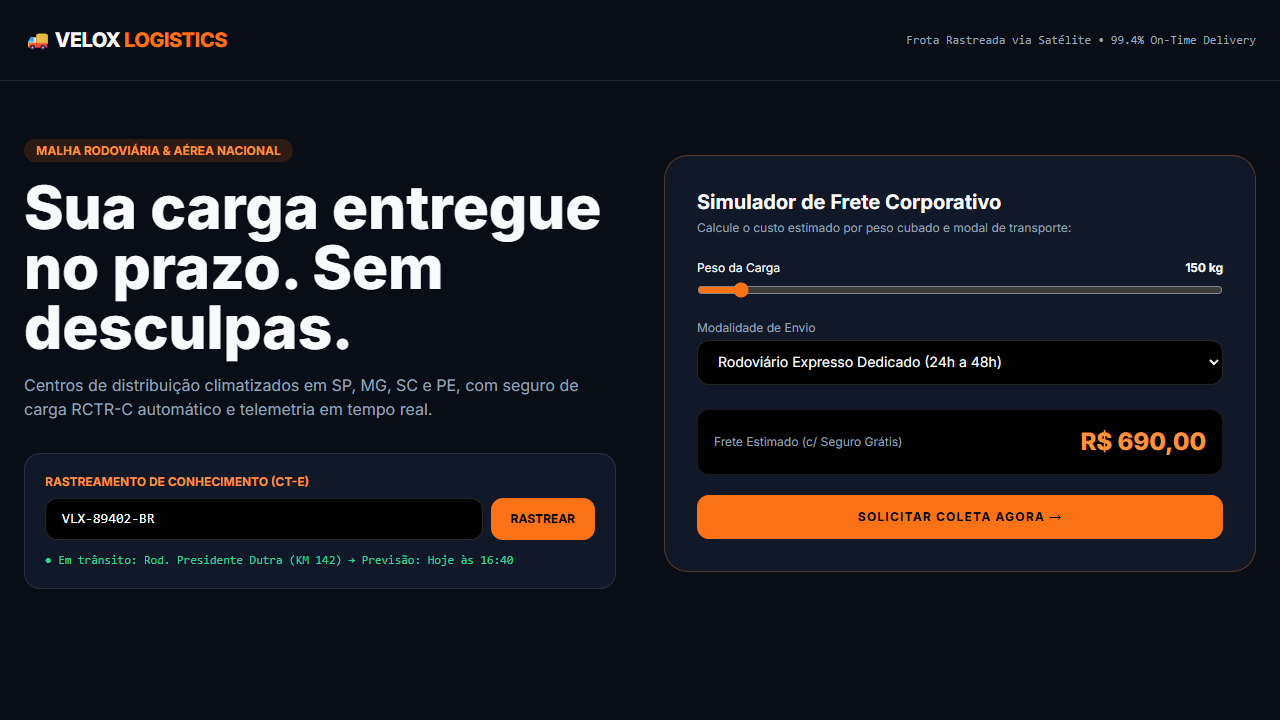 VELOX LOGISTICS
Frota Rastreada via Satélite • 99.4% On-Time Delivery
MALHA RODOVIÁRIA & AÉREA NACIONAL
Sua carga entregue
no prazo. Sem
desculpas.
Centros de distribuição climatizados em SP, MG, SC e PE, com seguro de
carga RCTR-C automático e telemetria em tempo real.
RASTREAMENTO DE CONHECIMENTO (CT-E)
VLX-89402-BR
RASTREAR
● Em trânsito: Rod. Presidente Dutra (KM 142) → Previsão: Hoje às 16:40
Simulador de Frete Corporativo
Calcule o custo estimado por peso cubado e modal de transporte:
Peso da Carga
150 kg
Modalidade de Envio
Rodoviário Expresso Dedicado (24h a 48h)
Frete Estimado (c/ Seguro Grátis)
R$ 690,00
SOLICITAR COLETA AGORA →